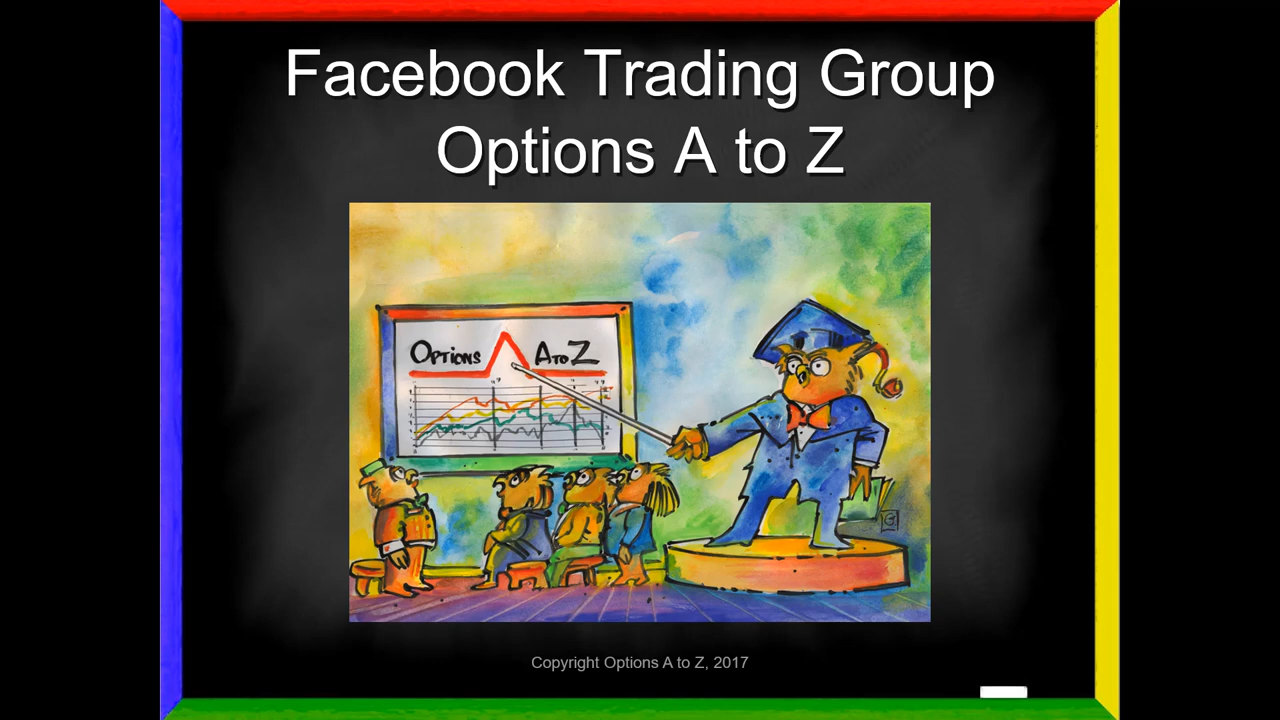 Facebook Trading Group
Options A to Z
OPTIONS A TO Z
Copyright Options A to Z, 2017